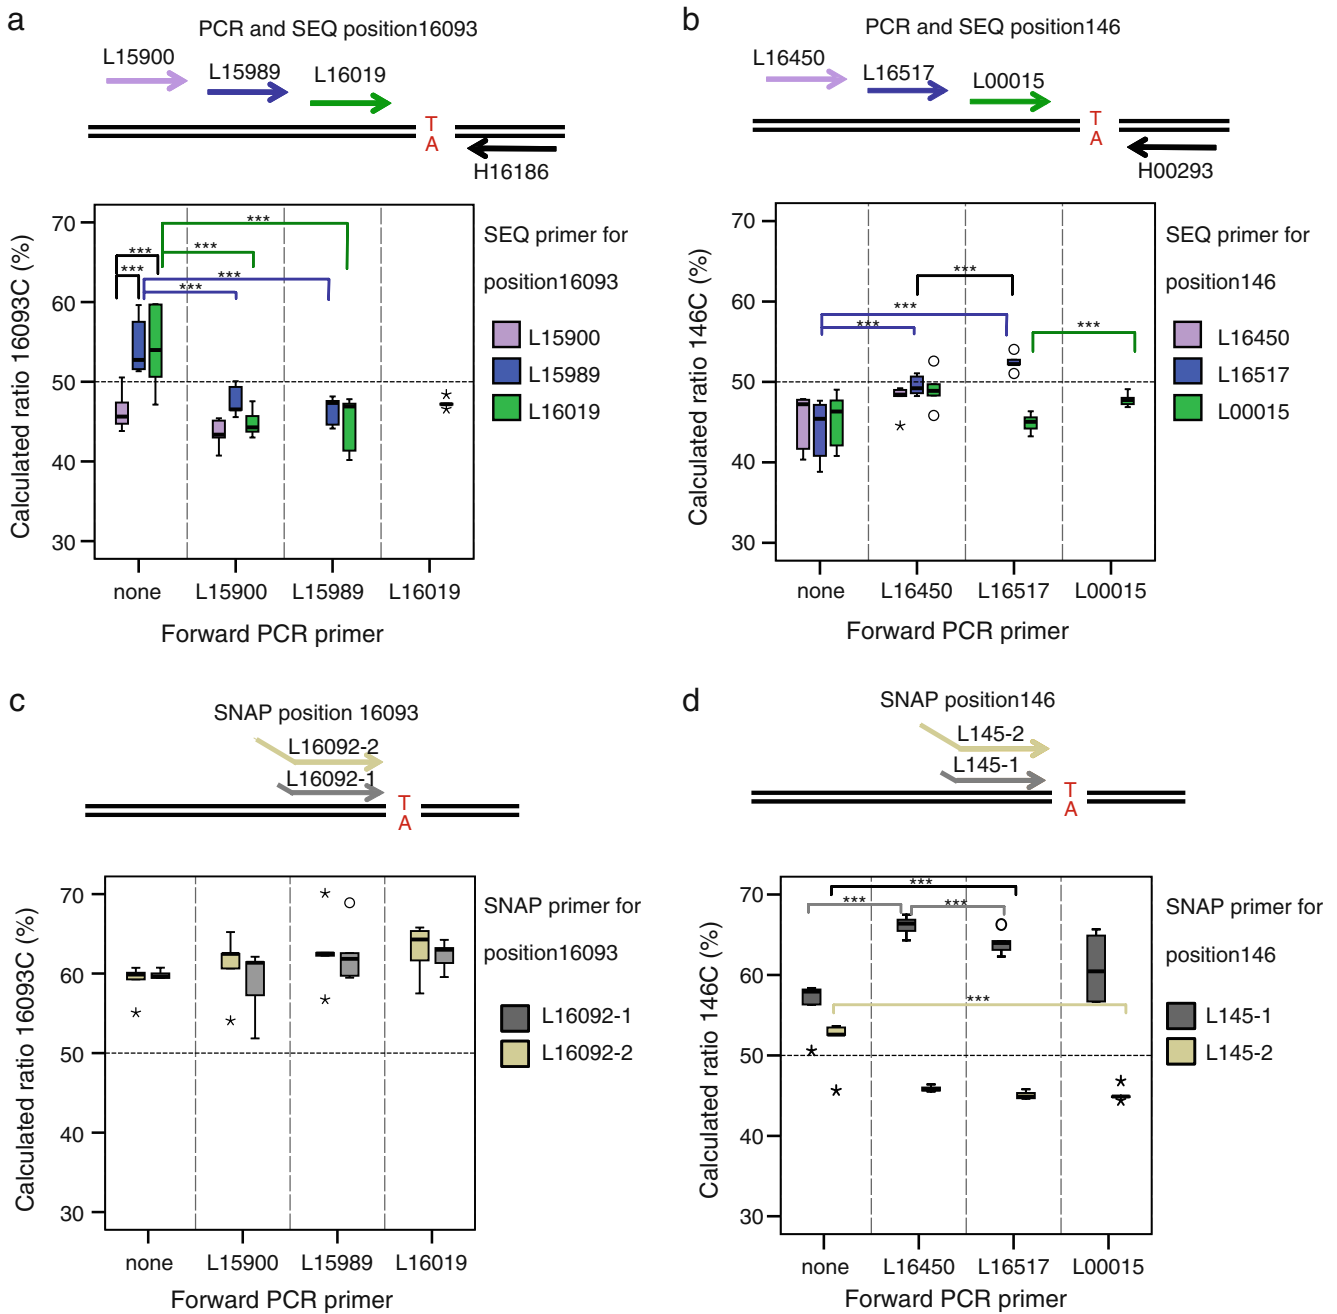 a
PCR and SEQ position16093
L15900
L15989
L16019
T
A
H16186
Calculated ratio 16093C (%)
70
60
50
40
30
***
***
***
***
***
***
none
L15900
L15989
L16019
Forward PCR primer
SEQ primer for
position16093
L15900
L15989
L16019
b
PCR and SEQ position146
L16450
L16517
L00015
T
A
H00293
Calculated ratio 146C (%)
70
60
50
40
30
***
***
***
***
none
L16450
L16517
L00015
Forward PCR primer
SEQ primer for
position146
L16450
L16517
L00015
c
SNAP position 16093
L16092-2
L16092-1
T
A
Calculated ratio 16093C (%)
70
60
50
40
30
none
L15900
L15989
L16019
Forward PCR primer
SNAP primer for
position16093
L16092-1
L16092-2
d
SNAP position146
L145-2
L145-1
T
A
Calculated ratio 146C (%)
70
60
50
40
30
***
***
***
***
none
L16450
L16517
L00015
Forward PCR primer
SNAP primer for
position146
L145-1
L145-2